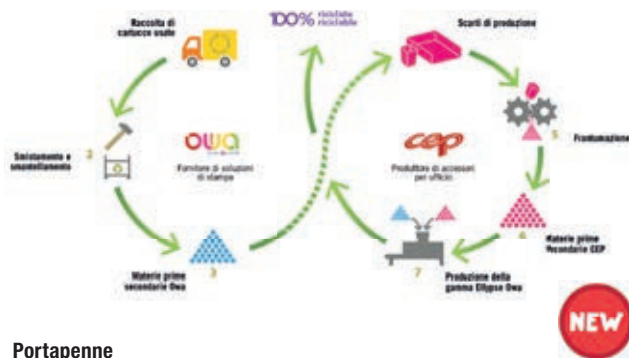 Raccolta di
cartucce usate
100% riciclato
riciclabile
Scarti di produzione
2
Smistamento e
smantellamento
owa
Fornitore di soluzioni
di stampa
cep
Produttore di accessori
per ufficio
5
Frantumazione
Materie prime
secondarie Owa
3
7
Produzione della
gamma Ellypse Owa
6
Materie prime
secondarie CEP
NEW
Portapenne